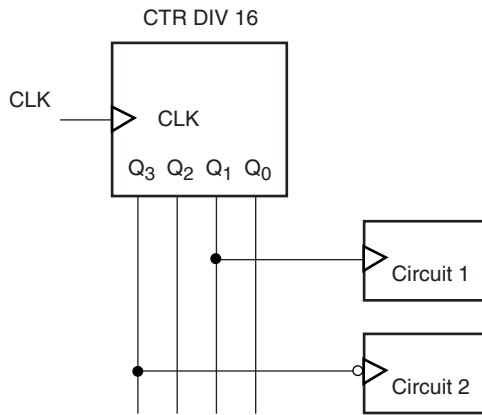 CTR DIV 16
CLK
CLK
Q3 Q2 Q1 Q0
Circuit 1
Circuit 2